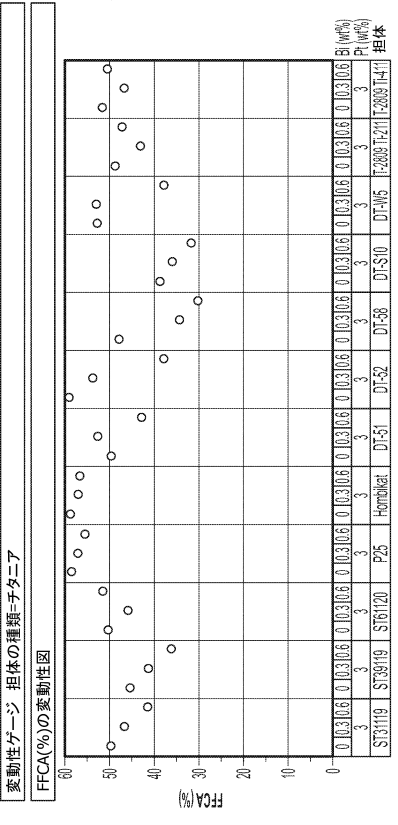 変動性ゲージ 担体の種類=チタニア
FFCA(%)の変動性図
FFCA(%)
60
50
40
30
20
10
0
0 0.3 0.6 0 0.3 0.6 0 0.3 0.6 0 0.3 0.6 0 0.3 0.6 0 0.3 0.6 0 0.3 0.6 0 0.3 0.6 0 0.3 0.6 0 0.3 0.6 0 0.3 0.6 0 0.3 0.6 Bi (wt%)
3 3 3 3 3 3 3 3 3 3 3 3 Pt (wt%)
ST31119 ST39119 ST61120 P25 Hombikat DT-51 DT-52 DT-58 DT-S10 DT-W5 T-2809 Ti-211 T-2809 Ti-411 担体